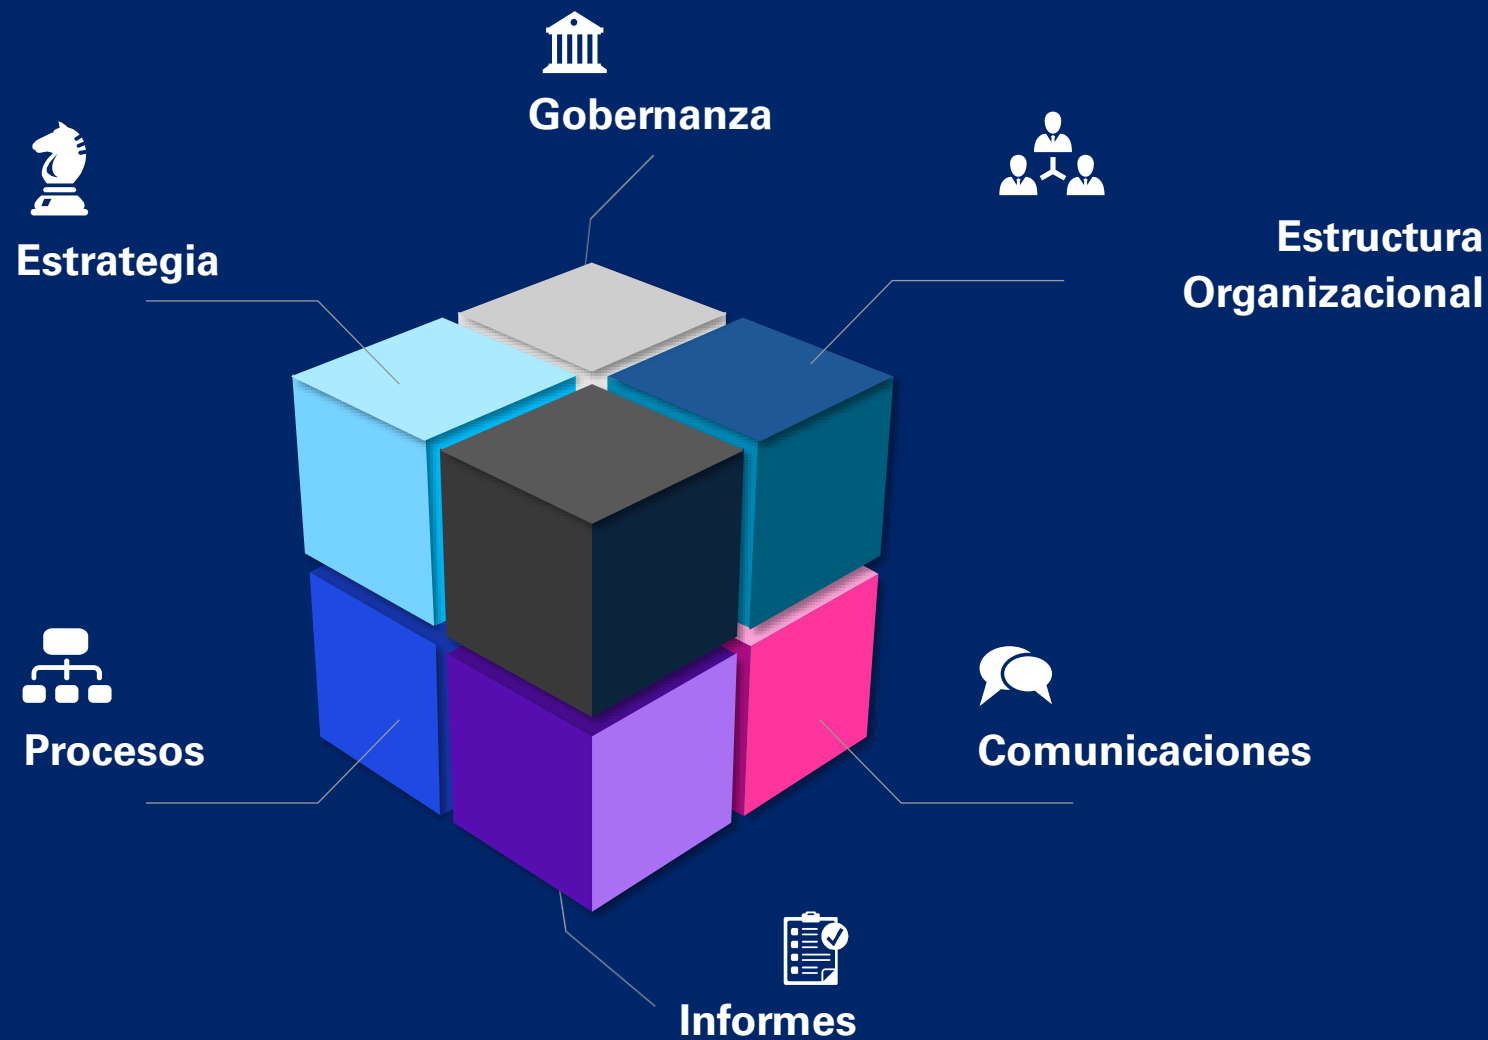 Gobernanza
Estrategia
Estructura
Organizacional
Procesos
Comunicaciones
Informes